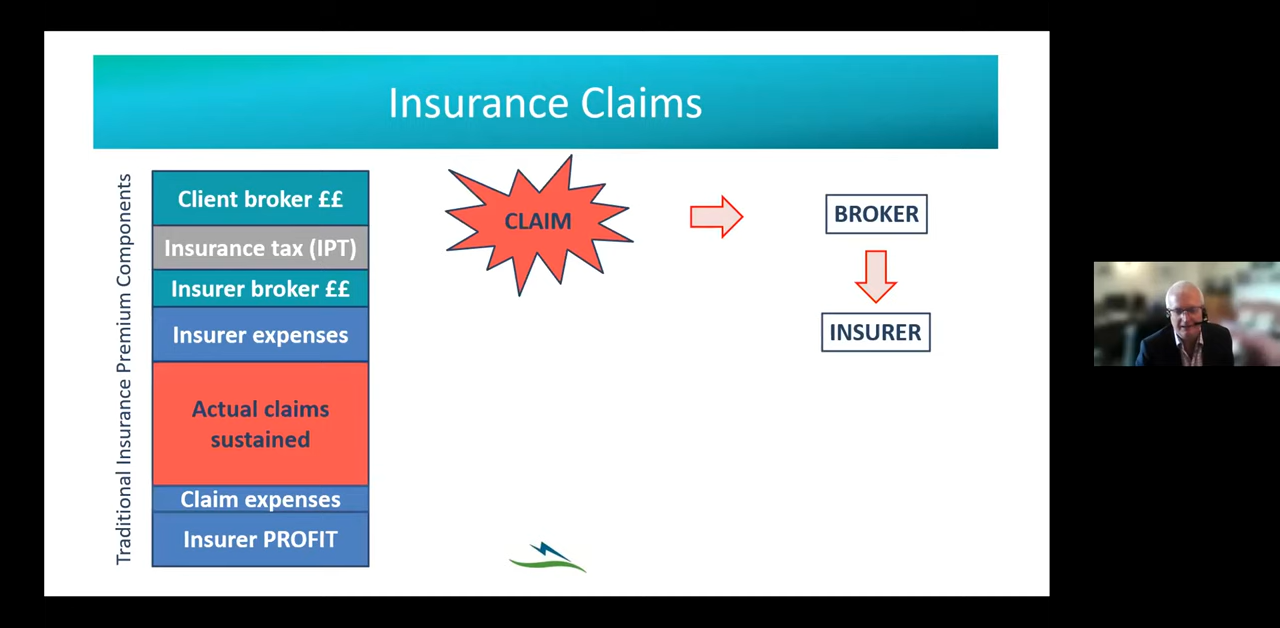 Insurance Claims
Traditional Insurance Premium Components
Client broker ££
Insurance tax (IPT)
Insurer broker ££
Insurer expenses
Actual claims
sustained
Claim expenses
Insurer PROFIT
CLAIM
BROKER
INSURER